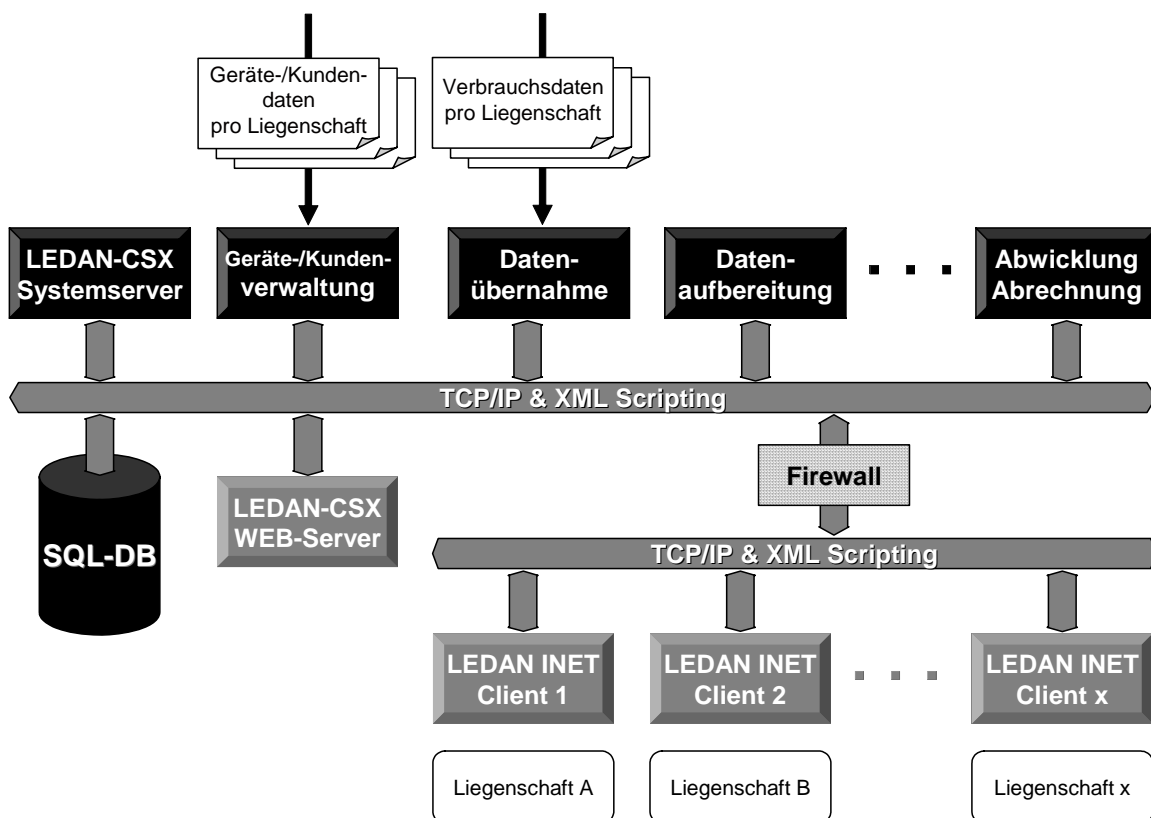 Geräte-/Kunden-
daten
pro Liegenschaft
Verbrauchsdaten
pro Liegenschaft
LEDAN-CSX
Systemserver
Geräte-/Kunden-
verwaltung
Daten-
übernahme
Daten-
aufbereitung
Abwicklung
Abrechnung
TCP/IP & XML Scripting
Firewall
SQL-DB
LEDAN-CSX
WEB-Server
TCP/IP & XML Scripting
LEDAN INET
Client 1
LEDAN INET
Client 2
LEDAN INET
Client x
Liegenschaft A
Liegenschaft B
Liegenschaft x